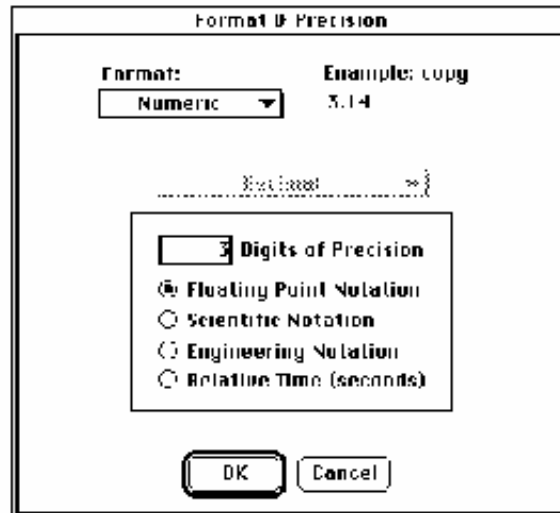 Format & Precision
Format:
Example: copy
Numeric
3.14
Decimal
3 Digits of Precision
Floating Point Notation
Scientific Notation
Engineering Notation
Relative Time (seconds)
OK
Cancel